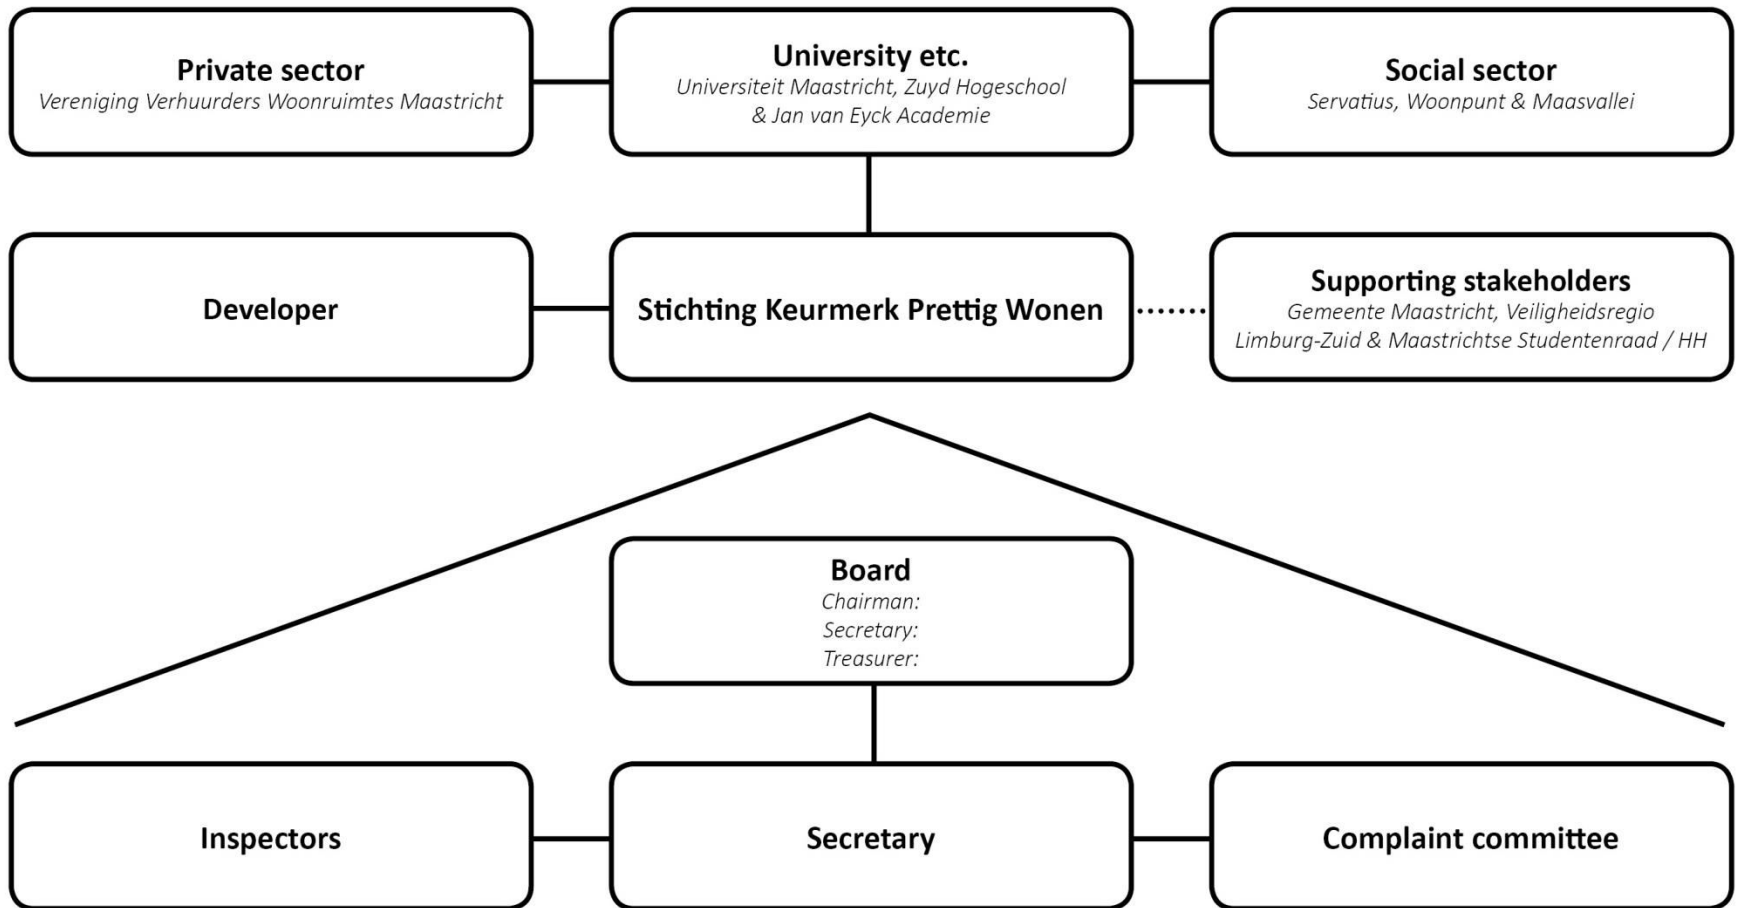 Private sector
Vereniging Verhuurders Woonruimtes Maastricht
University etc.
Universiteit Maastricht, Zuyd Hogeschool
& Jan van Eyck Academie
Social sector
Servatius, Woonpunt & Maasvallei
Developer
Stichting Keurmerk Prettig Wonen
Supporting stakeholders
Gemeente Maastricht, Veiligheidsregio
Limburg-Zuid & Maastrichtse Studentenraad / HH
Board
Chairman:
Secretary:
Treasurer:
Inspectors
Secretary
Complaint committee